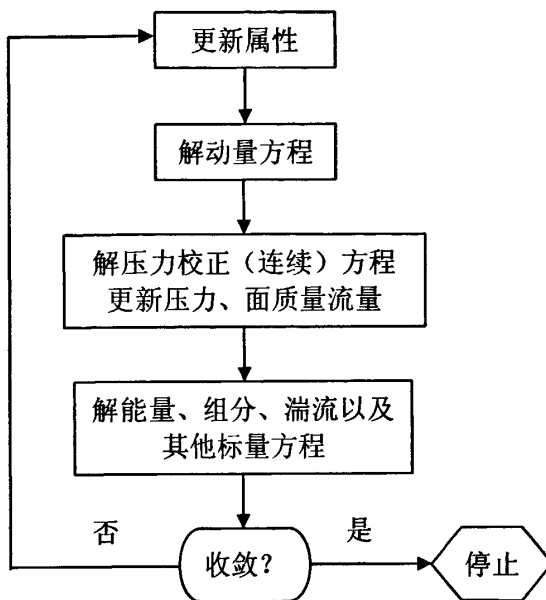 更新属性
解动量方程
解压力校正（连续）方程
更新压力、面质量流量
解能量、组分、湍流以及
其他标量方程
否
是
收敛？
停止